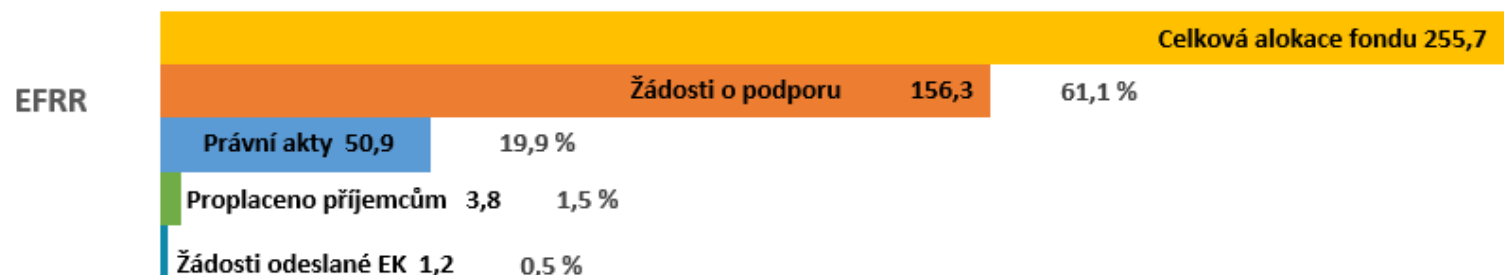 Celková alokace fondu 255,7
EFRR
Žádosti o podporu 156,3 61,1 %
Právní akty 50,9 19,9 %
Proplaceno příjemcům 3,8 1,5 %
Žádosti odeslané EK 1,2 0,5 %